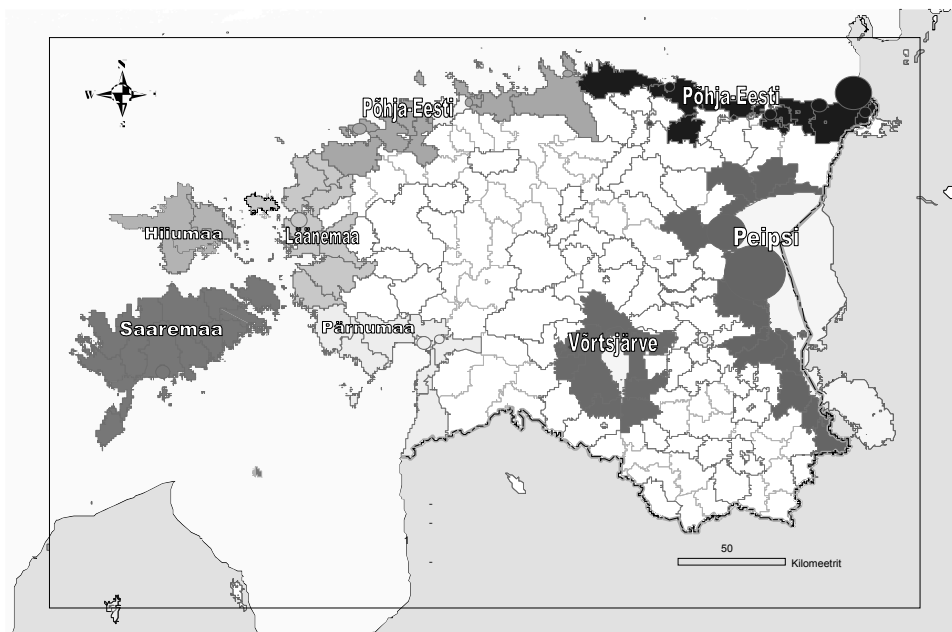 N
W
s
Põhja-Eesti
Põhja-Eesti
Hiiumaa
Läänemaa
Peipsi
Saaremaa
Pärnumaa
Võrtsjärve
50
Kilomeetrit